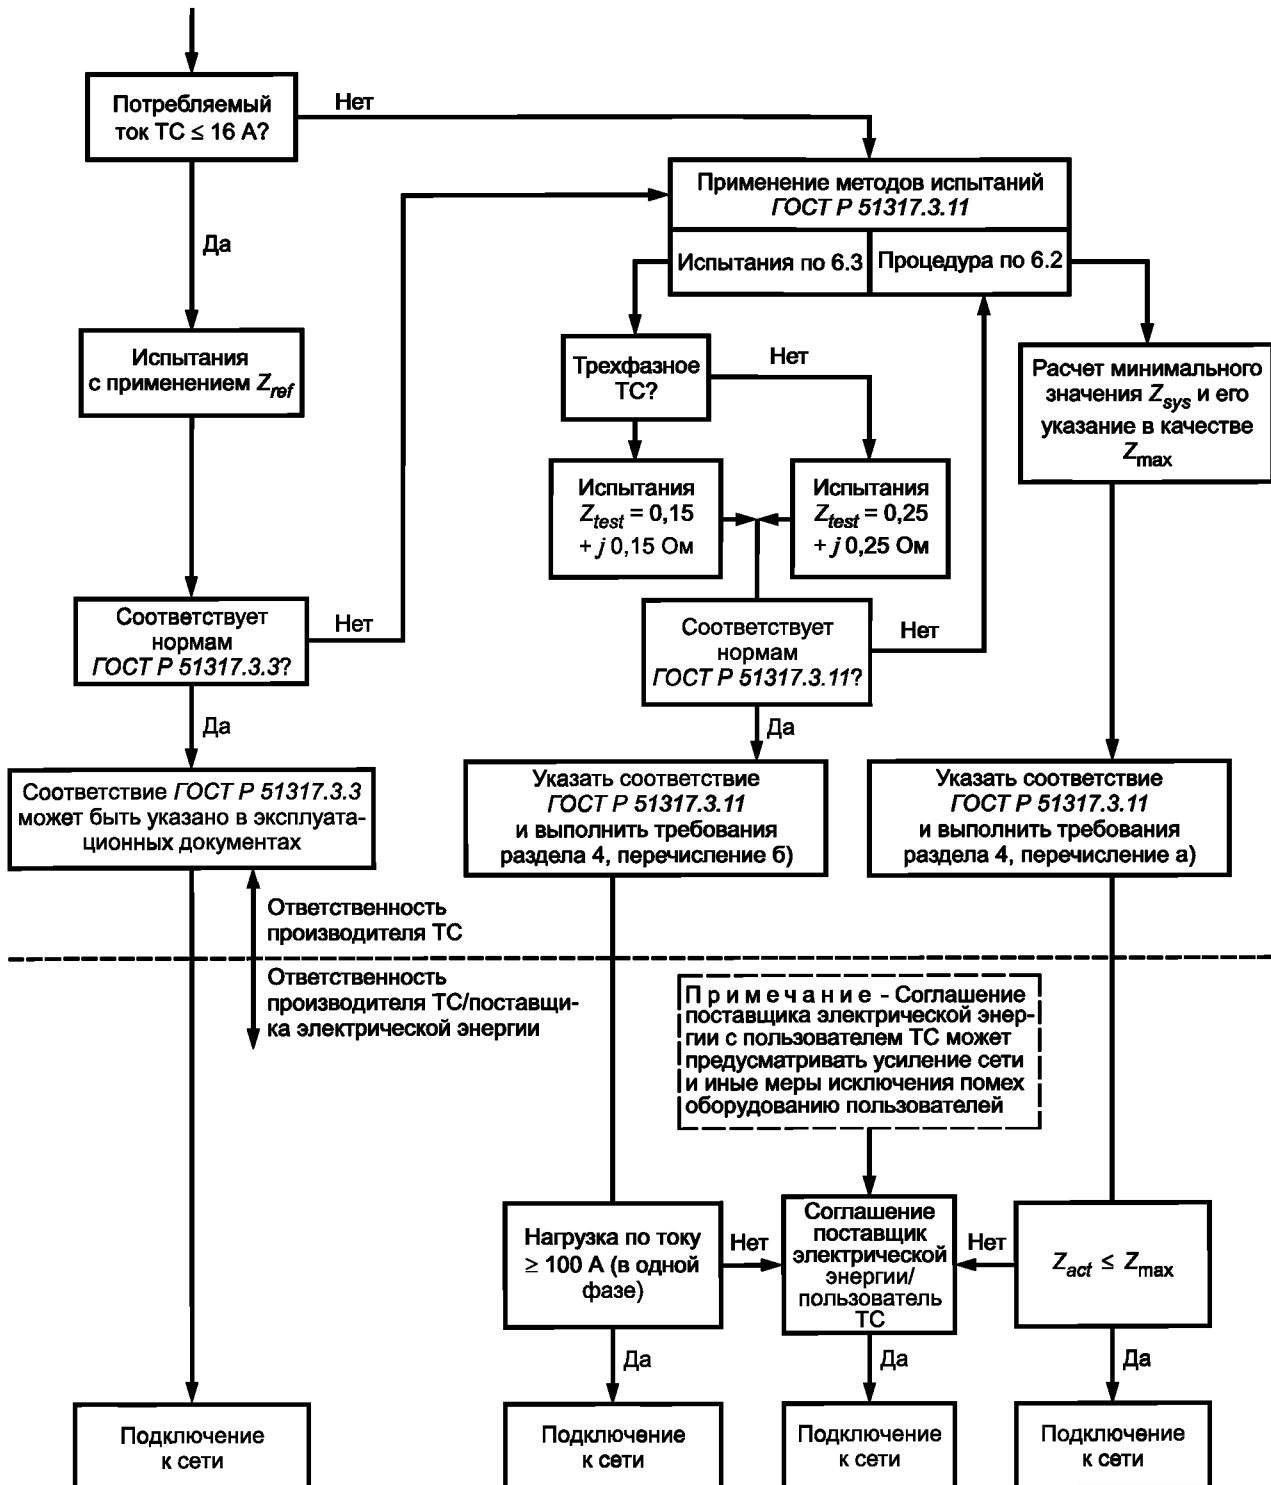 Потребляемый
ток ТС ≤ 16 А?
Нет
Да
Применение методов испытаний
ГОСТ Р 51317.3.11
Испытания по 6.3
Процедура по 6.2
Испытания
с применением Zref
Трехфазное
ТС?
Нет
Расчет минимального
значения Zsys и его
указание в качестве
Zmax
Испытания
Ztest = 0,15
+ j 0,15 Ом
Испытания
Ztest = 0,25
+ j 0,25 Ом
Соответствует
нормам
ГОСТ Р 51317.3.3?
Нет
Да
Соответствует
нормам
ГОСТ Р 51317.3.11?
Нет
Да
Соответствие ГОСТ Р 51317.3.3
может быть указано в эксплуата-
ционных документах
Указать соответствие
ГОСТ Р 51317.3.11
и выполнить требования
раздела 4, перечисление б)
Указать соответствие
ГОСТ Р 51317.3.11
и выполнить требования
раздела 4, перечисление а)
Ответственность
производителя ТС
Ответственность
производителя ТС/поставщи-
ка электрической энергии
Примечание - Соглашение
поставщика электрической энер-
гии с пользователем ТС может
предусматривать усиление сети
и иные меры исключения помех
оборудованию пользователей
Нагрузка по току
≥ 100 А (в одной
фазе)
Нет
Соглашение
поставщик
электрической
энергии/
пользователь
ТС
Нет
Zact ≤ Zmax
Да
Да
Да
Подключение
к сети
Подключение
к сети
Подключение
к сети
Подключение
к сети